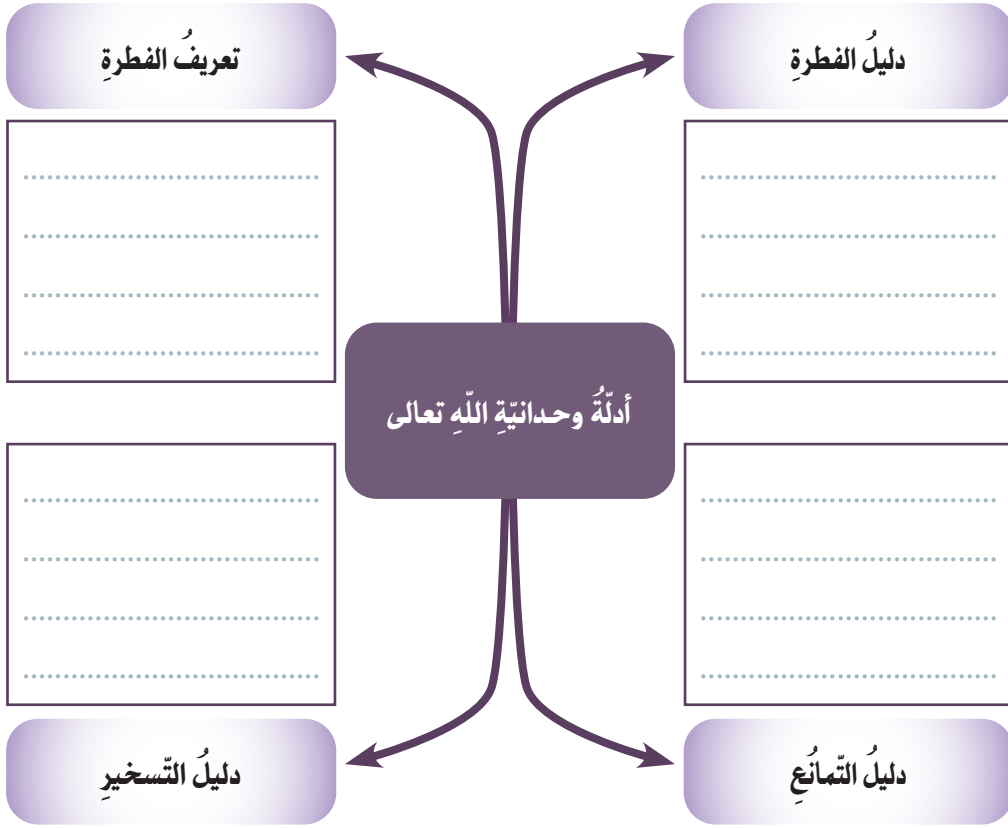 دليلُ الفطرةِ
تعريفُ الفطرةِ
أدلّةُ وحدانيّةِ اللّهِ تعالى
دليلُ التّمانُعِ
دليلُ التّسخيرِ